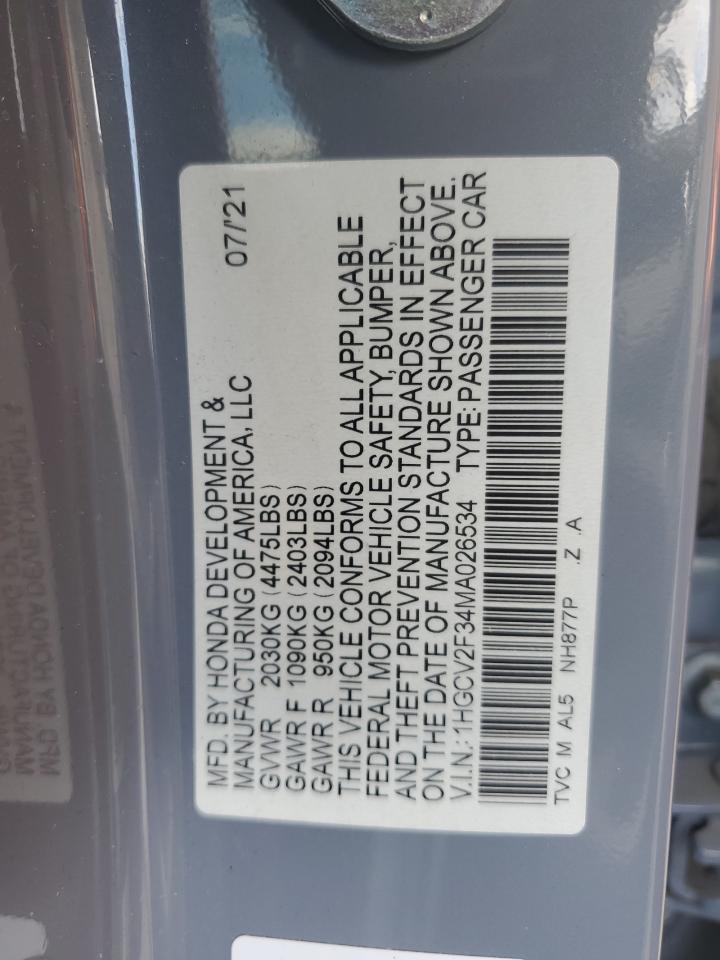 MFD. BY HONDA DEVELOPMENT &
MANUFACTURING OF AMERICA, LLC 07/'21
GVWR 2030KG (4475LBS)
GAWR F 1090KG (2403LBS)
GAWR R 950KG (2094LBS)
THIS VEHICLE CONFORMS TO ALL APPLICABLE
FEDERAL MOTOR VEHICLE SAFETY, BUMPER,
AND THEFT PREVENTION STANDARDS IN EFFECT
ON THE DATE OF MANUFACTURE SHOWN ABOVE.
V.I.N.: 1HGCV2F34MA026534 TYPE: PASSENGER CAR
TVC M AL5 NH877P .Z .A